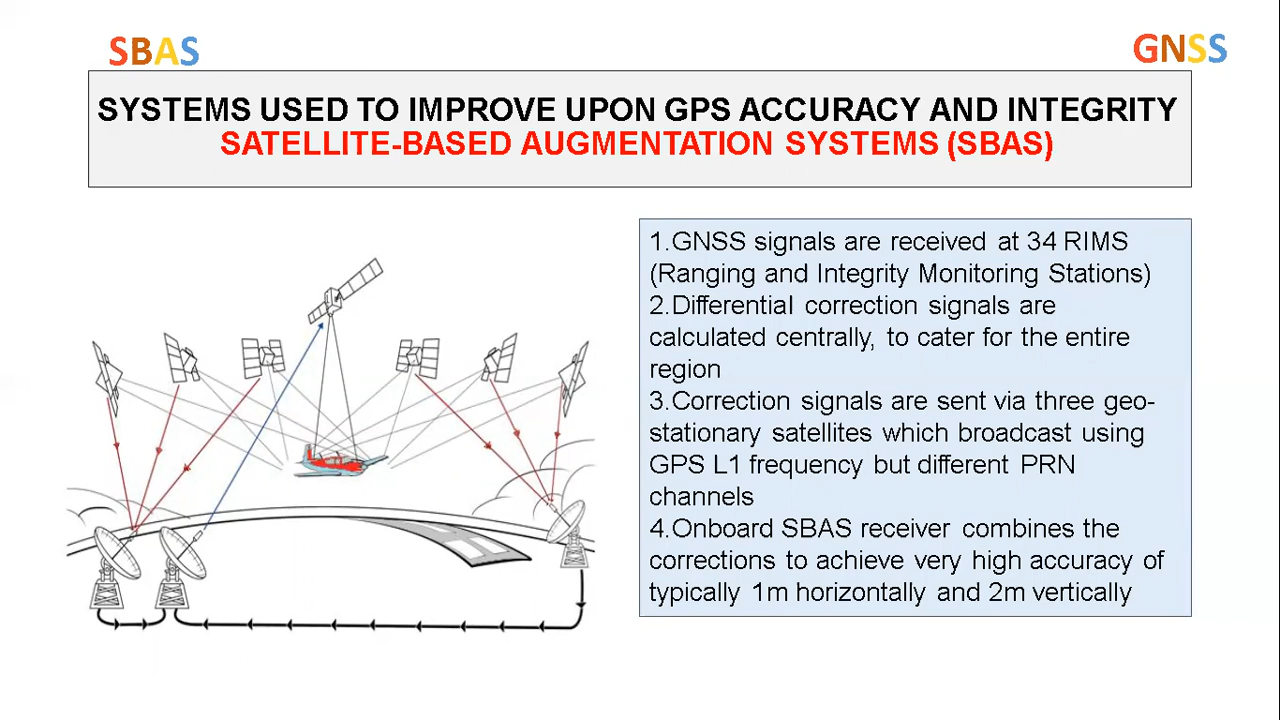 SBAS
GNSS
SYSTEMS USED TO IMPROVE UPON GPS ACCURACY AND INTEGRITY
SATELLITE-BASED AUGMENTATION SYSTEMS (SBAS)
1.GNSS signals are received at 34 RIMS
(Ranging and Integrity Monitoring Stations)
2.Differential correction signals are
calculated centrally, to cater for the entire
region
3.Correction signals are sent via three geo-
stationary satellites which broadcast using
GPS L1 frequency but different PRN
channels
4.Onboard SBAS receiver combines the
corrections to achieve very high accuracy of
typically 1m horizontally and 2m vertically